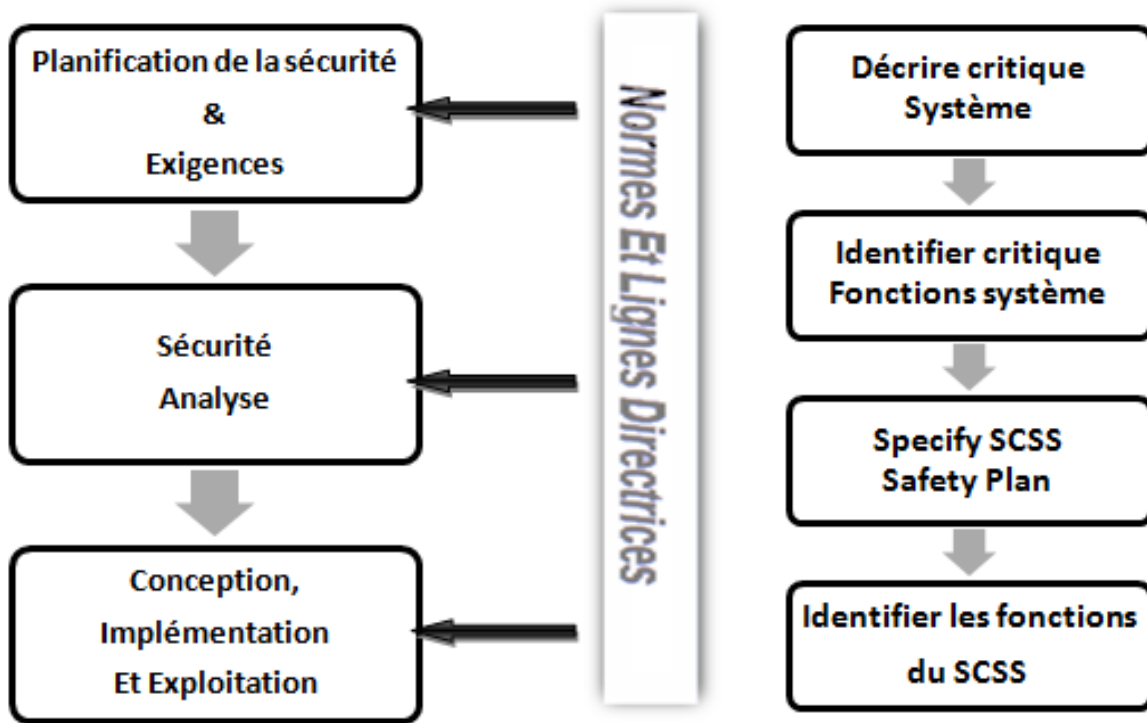 Planification de la sécurité
&
Exigences
Sécurité
Analyse
Conception,
Implémentation
Et Exploitation
Normes Et Lignes Directrices
Décrire critique
Système
Identifier critique
Fonctions système
Specify SCSS
Safety Plan
Identifier les fonctions
du SCSS